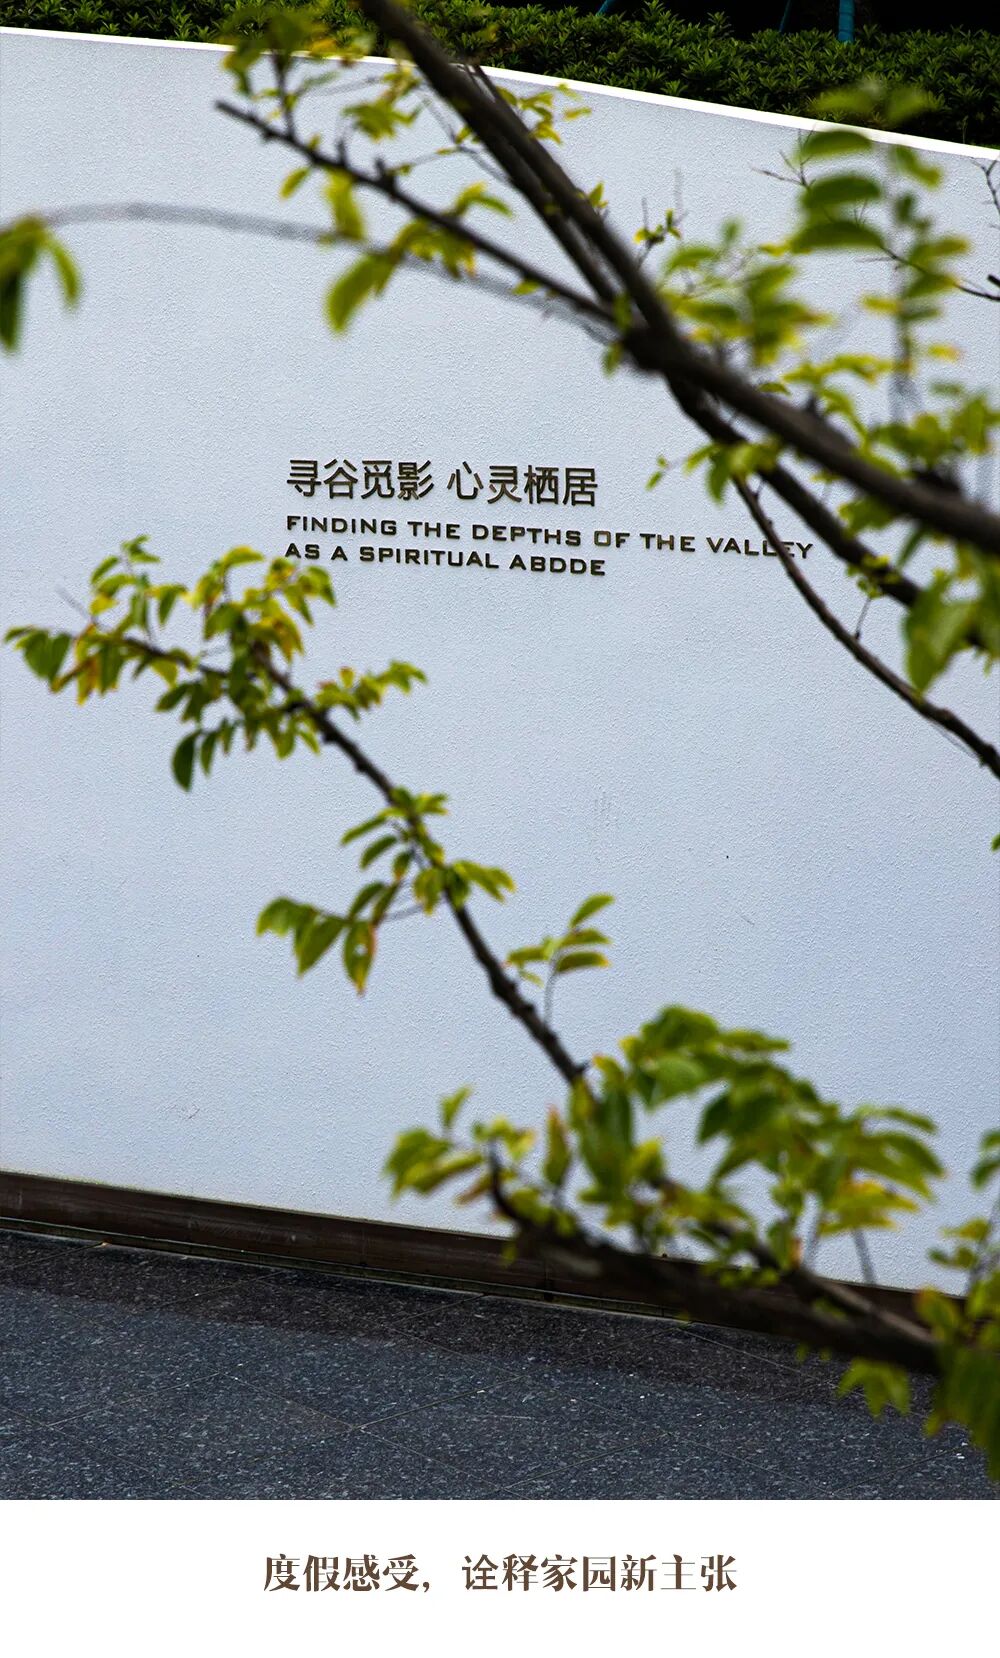 寻谷觅影 心灵栖居
FINDING THE DEPTHS OF THE VALLEY
AS A SPIRITUAL ABDDE
度假感受，诠释家园新主张